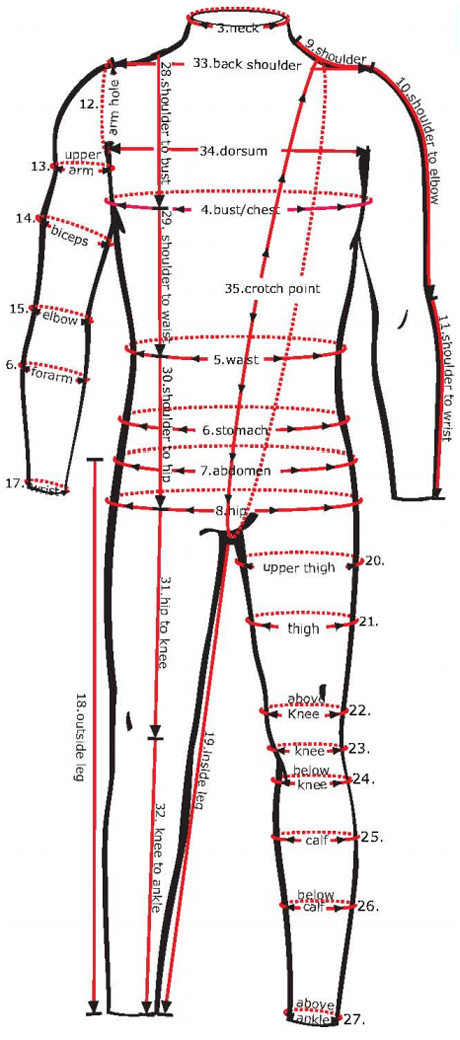 3.neck
9.shoulder
33.back shoulder
10.shoulder to elbow
28.shoulder to bust
12.
arm hole
34.dorsum
13.
upper
arm
4.bust/chest
14.
biceps
29. shoulder to waist
35.crotch point
15.
elbow
11.shoulder to wrist
5.waist
6.
forarm
30.shoulder to hip
6.stomach
7.abdomen
17.
wrist
8.hip
20.
upper thigh
31.hip to knee
21.
thigh
18.outside leg
19.inside leg
above
Knee
22.
knee
23.
below
knee
24.
32. knee to ankle
calf
25.
below
calf
26.
above
ankle
27.